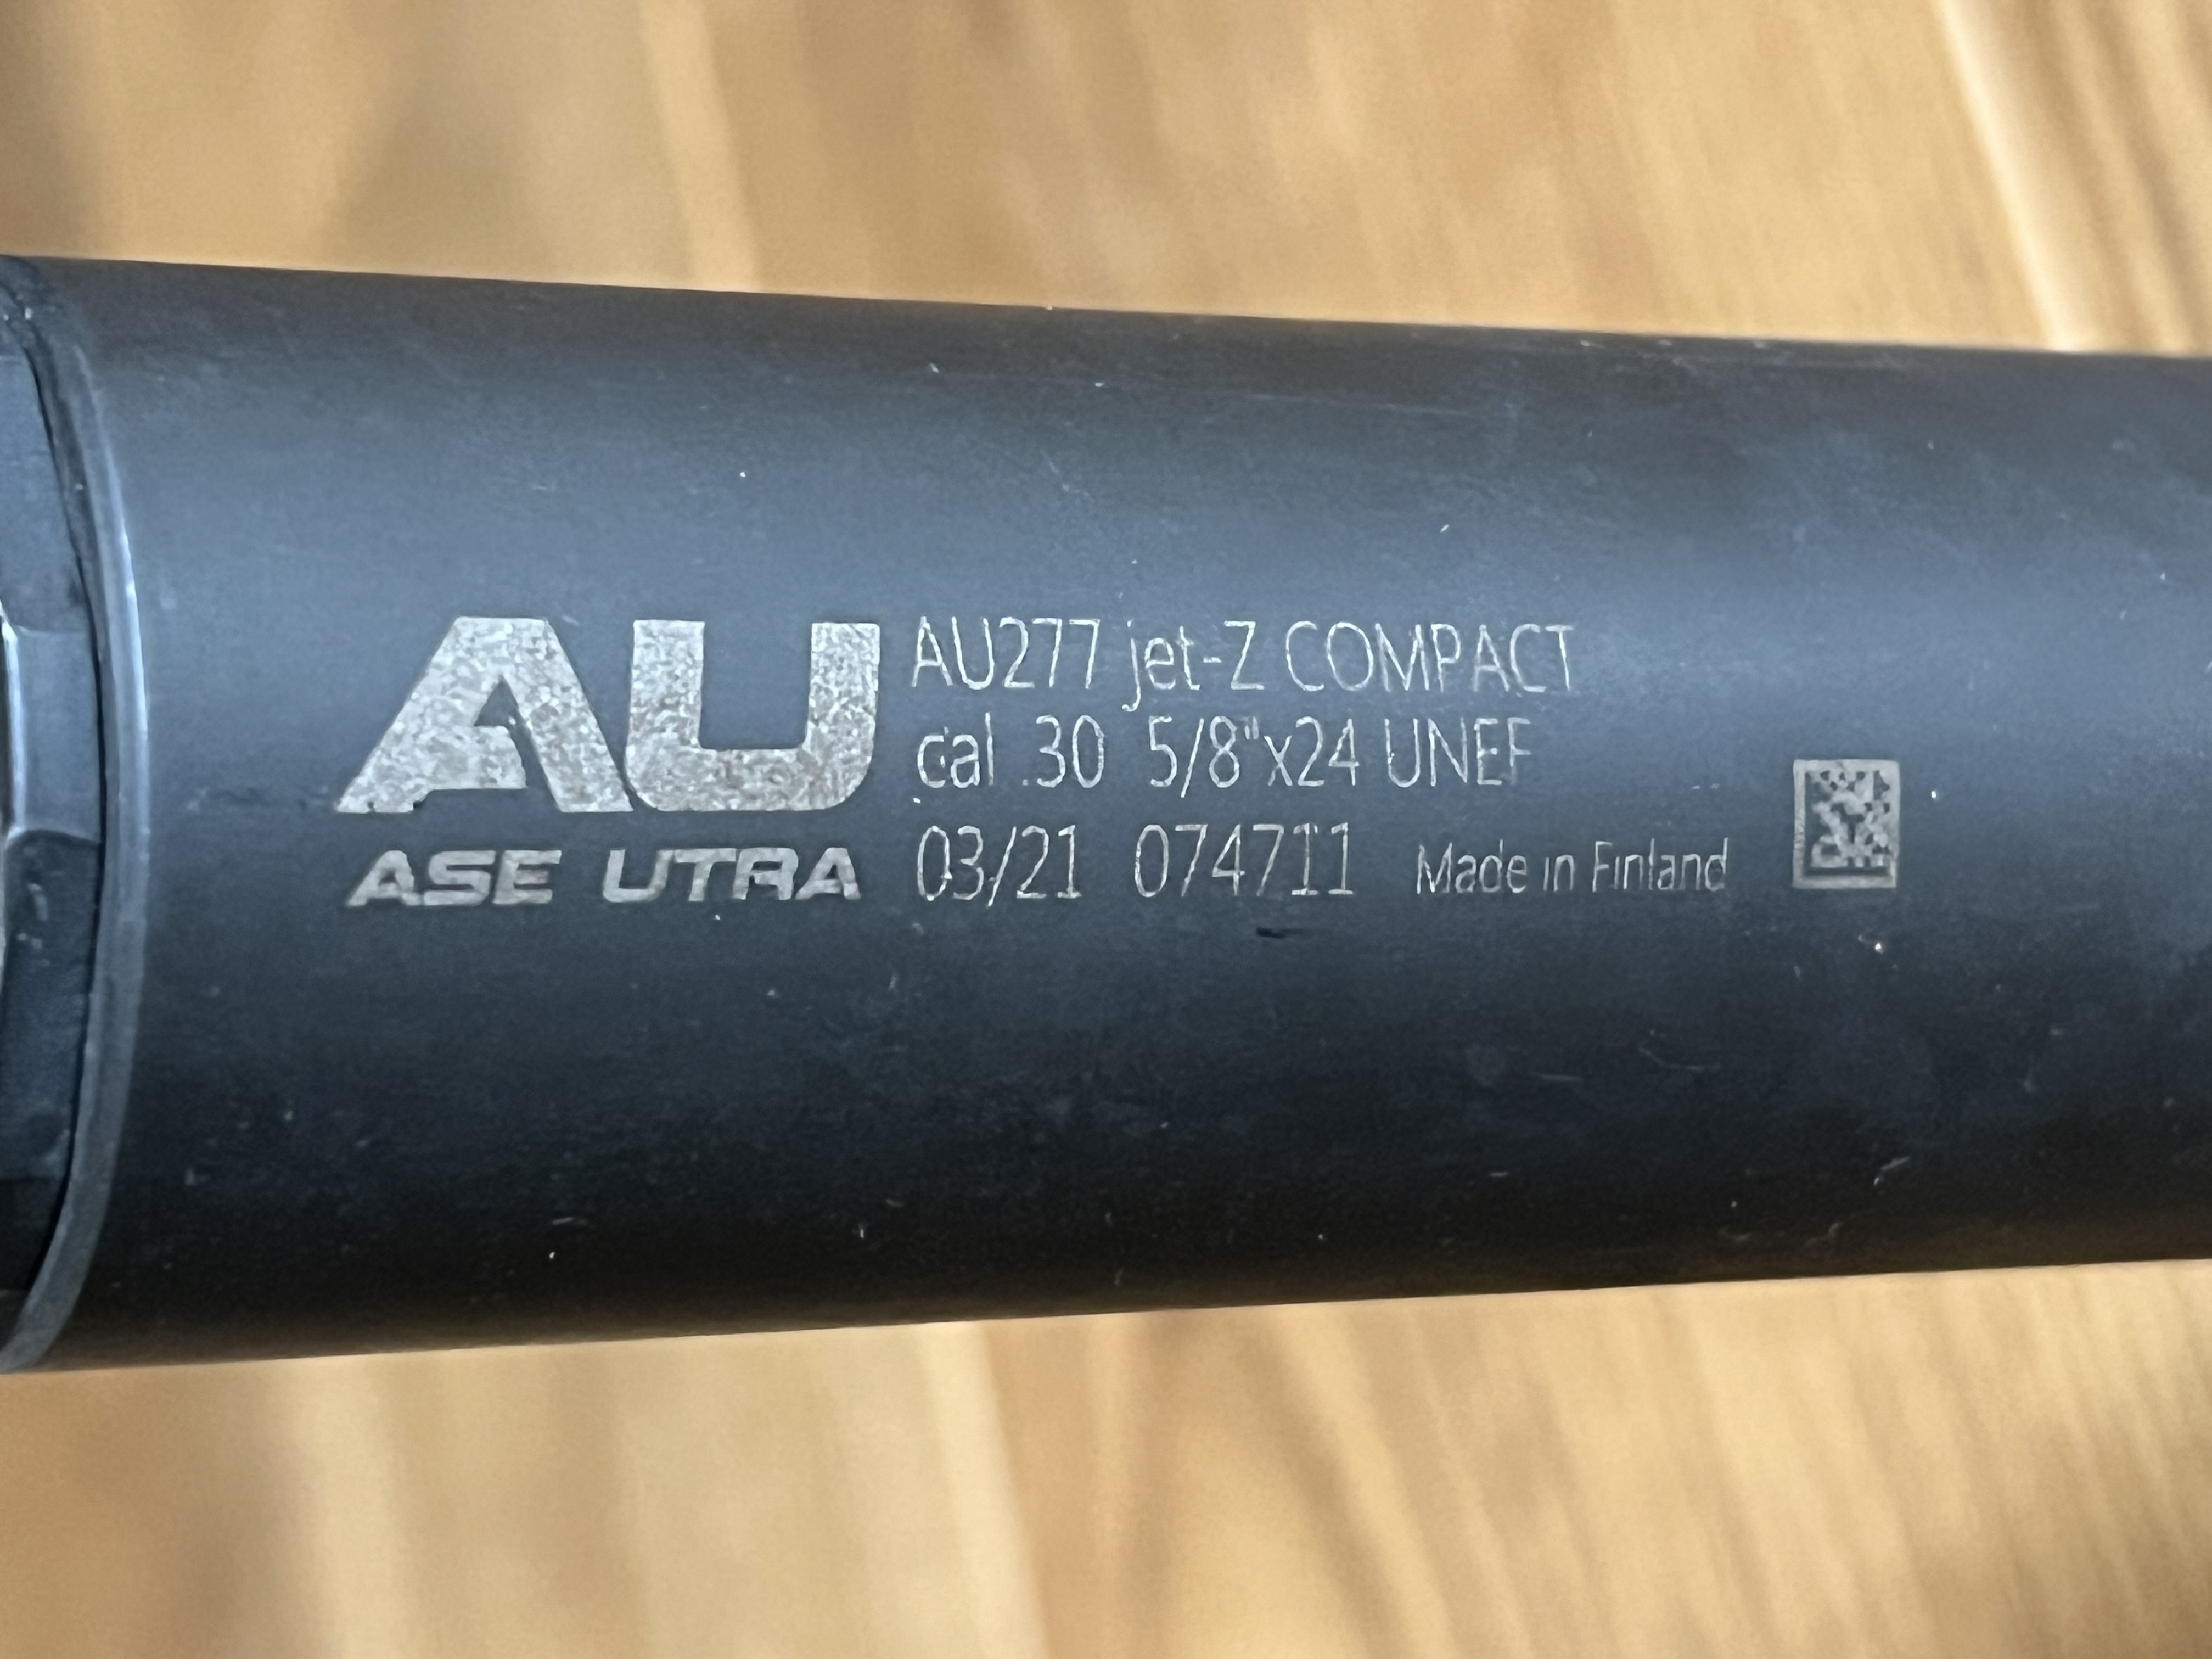 AU
ASE UTRA
AU277 jet-Z COMPACT
cal .30 5/8"x24 UNEF
03/21 074711 Made in Finland